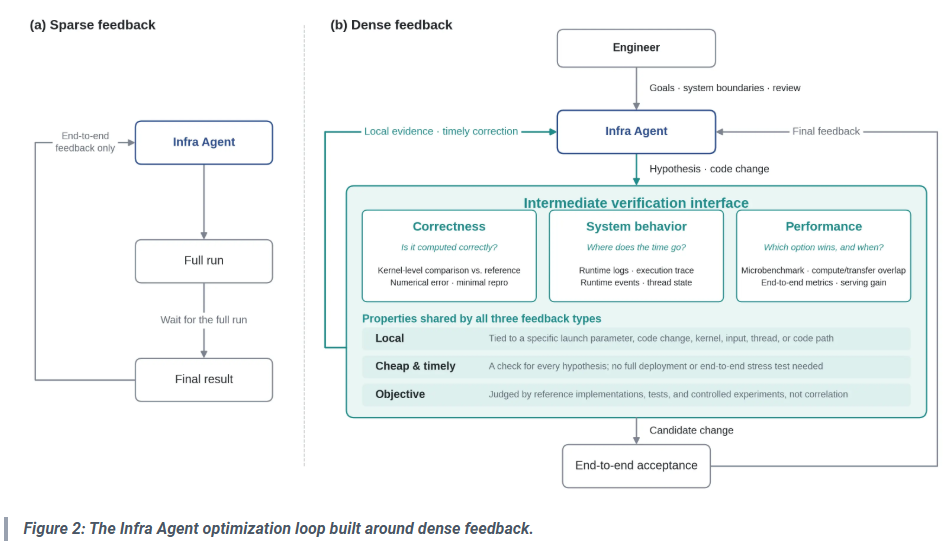 (a) Sparse feedback
End-to-end
feedback only
Infra Agent
Full run
Wait for the full run
Final result
(b) Dense feedback
Engineer
Goals · system boundaries · review
Local evidence · timely correction
Infra Agent
Final feedback
Hypothesis · code change
Intermediate verification interface
Correctness
Is it computed correctly?
Kernel-level comparison vs. reference
Numerical error · minimal repro
System behavior
Where does the time go?
Runtime logs · execution trace
Runtime events · thread state
Performance
Which option wins, and when?
Microbenchmark · compute/transfer overlap
End-to-end metrics · serving gain
Properties shared by all three feedback types
Local Tied to a specific launch parameter, code change, kernel, input, thread, or code path
Cheap & timely A check for every hypothesis; no full deployment or end-to-end stress test needed
Objective Judged by reference implementations, tests, and controlled experiments, not correlation
Candidate change
End-to-end acceptance
Figure 2: The Infra Agent optimization loop built around dense feedback.